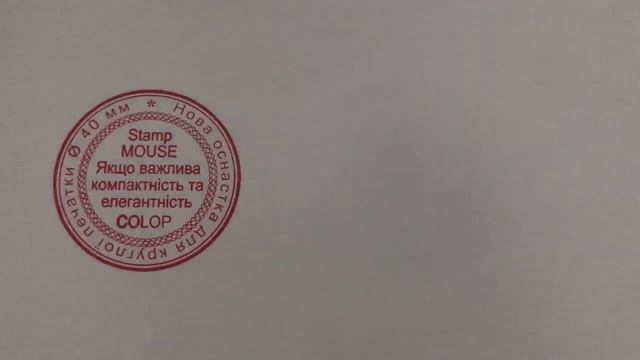 Нова оснастка для круглої печатки Ø 40 мм *
Stamp
MOUSE
Якщо важлива
компактність та
елегантність
COLOP